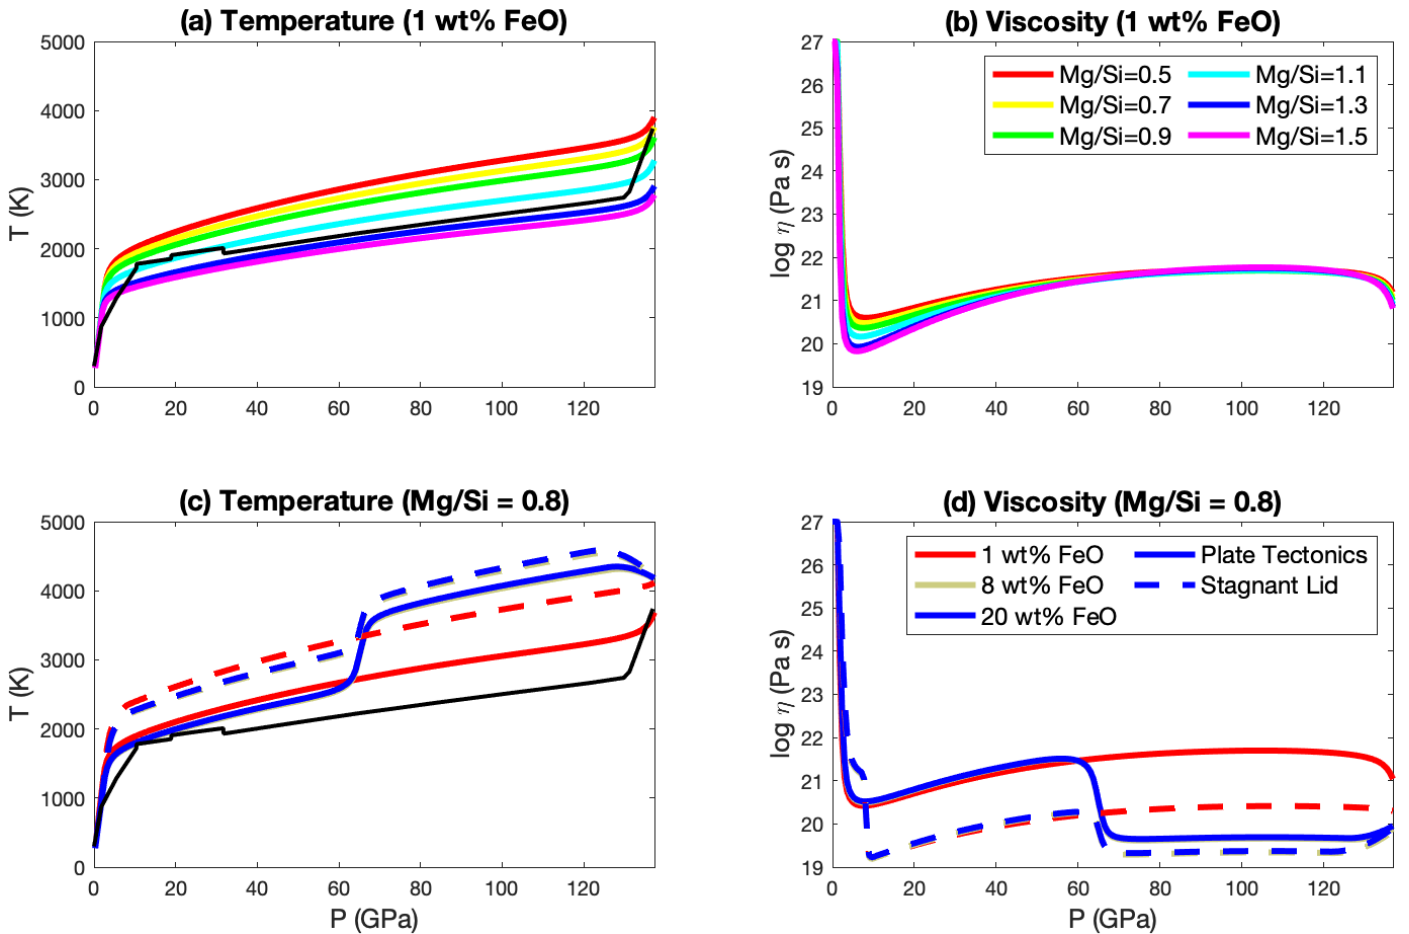 (a) Temperature (1 wt% FeO)
5000
4000
3000
2000
1000
0
T (K)
0 20 40 60 80 100 120
(b) Viscosity (1 wt% FeO)
27
26
25
24
23
22
21
20
19
log η (Pa s)
Mg/Si=0.5 Mg/Si=1.1
Mg/Si=0.7 Mg/Si=1.3
Mg/Si=0.9 Mg/Si=1.5
0 20 40 60 80 100 120
(c) Temperature (Mg/Si = 0.8)
5000
4000
3000
2000
1000
0
T (K)
0 20 40 60 80 100 120
P (GPa)
(d) Viscosity (Mg/Si = 0.8)
27
26
25
24
23
22
21
20
19
log η (Pa s)
1 wt% FeO Plate Tectonics
8 wt% FeO Stagnant Lid
20 wt% FeO
0 20 40 60 80 100 120
P (GPa)